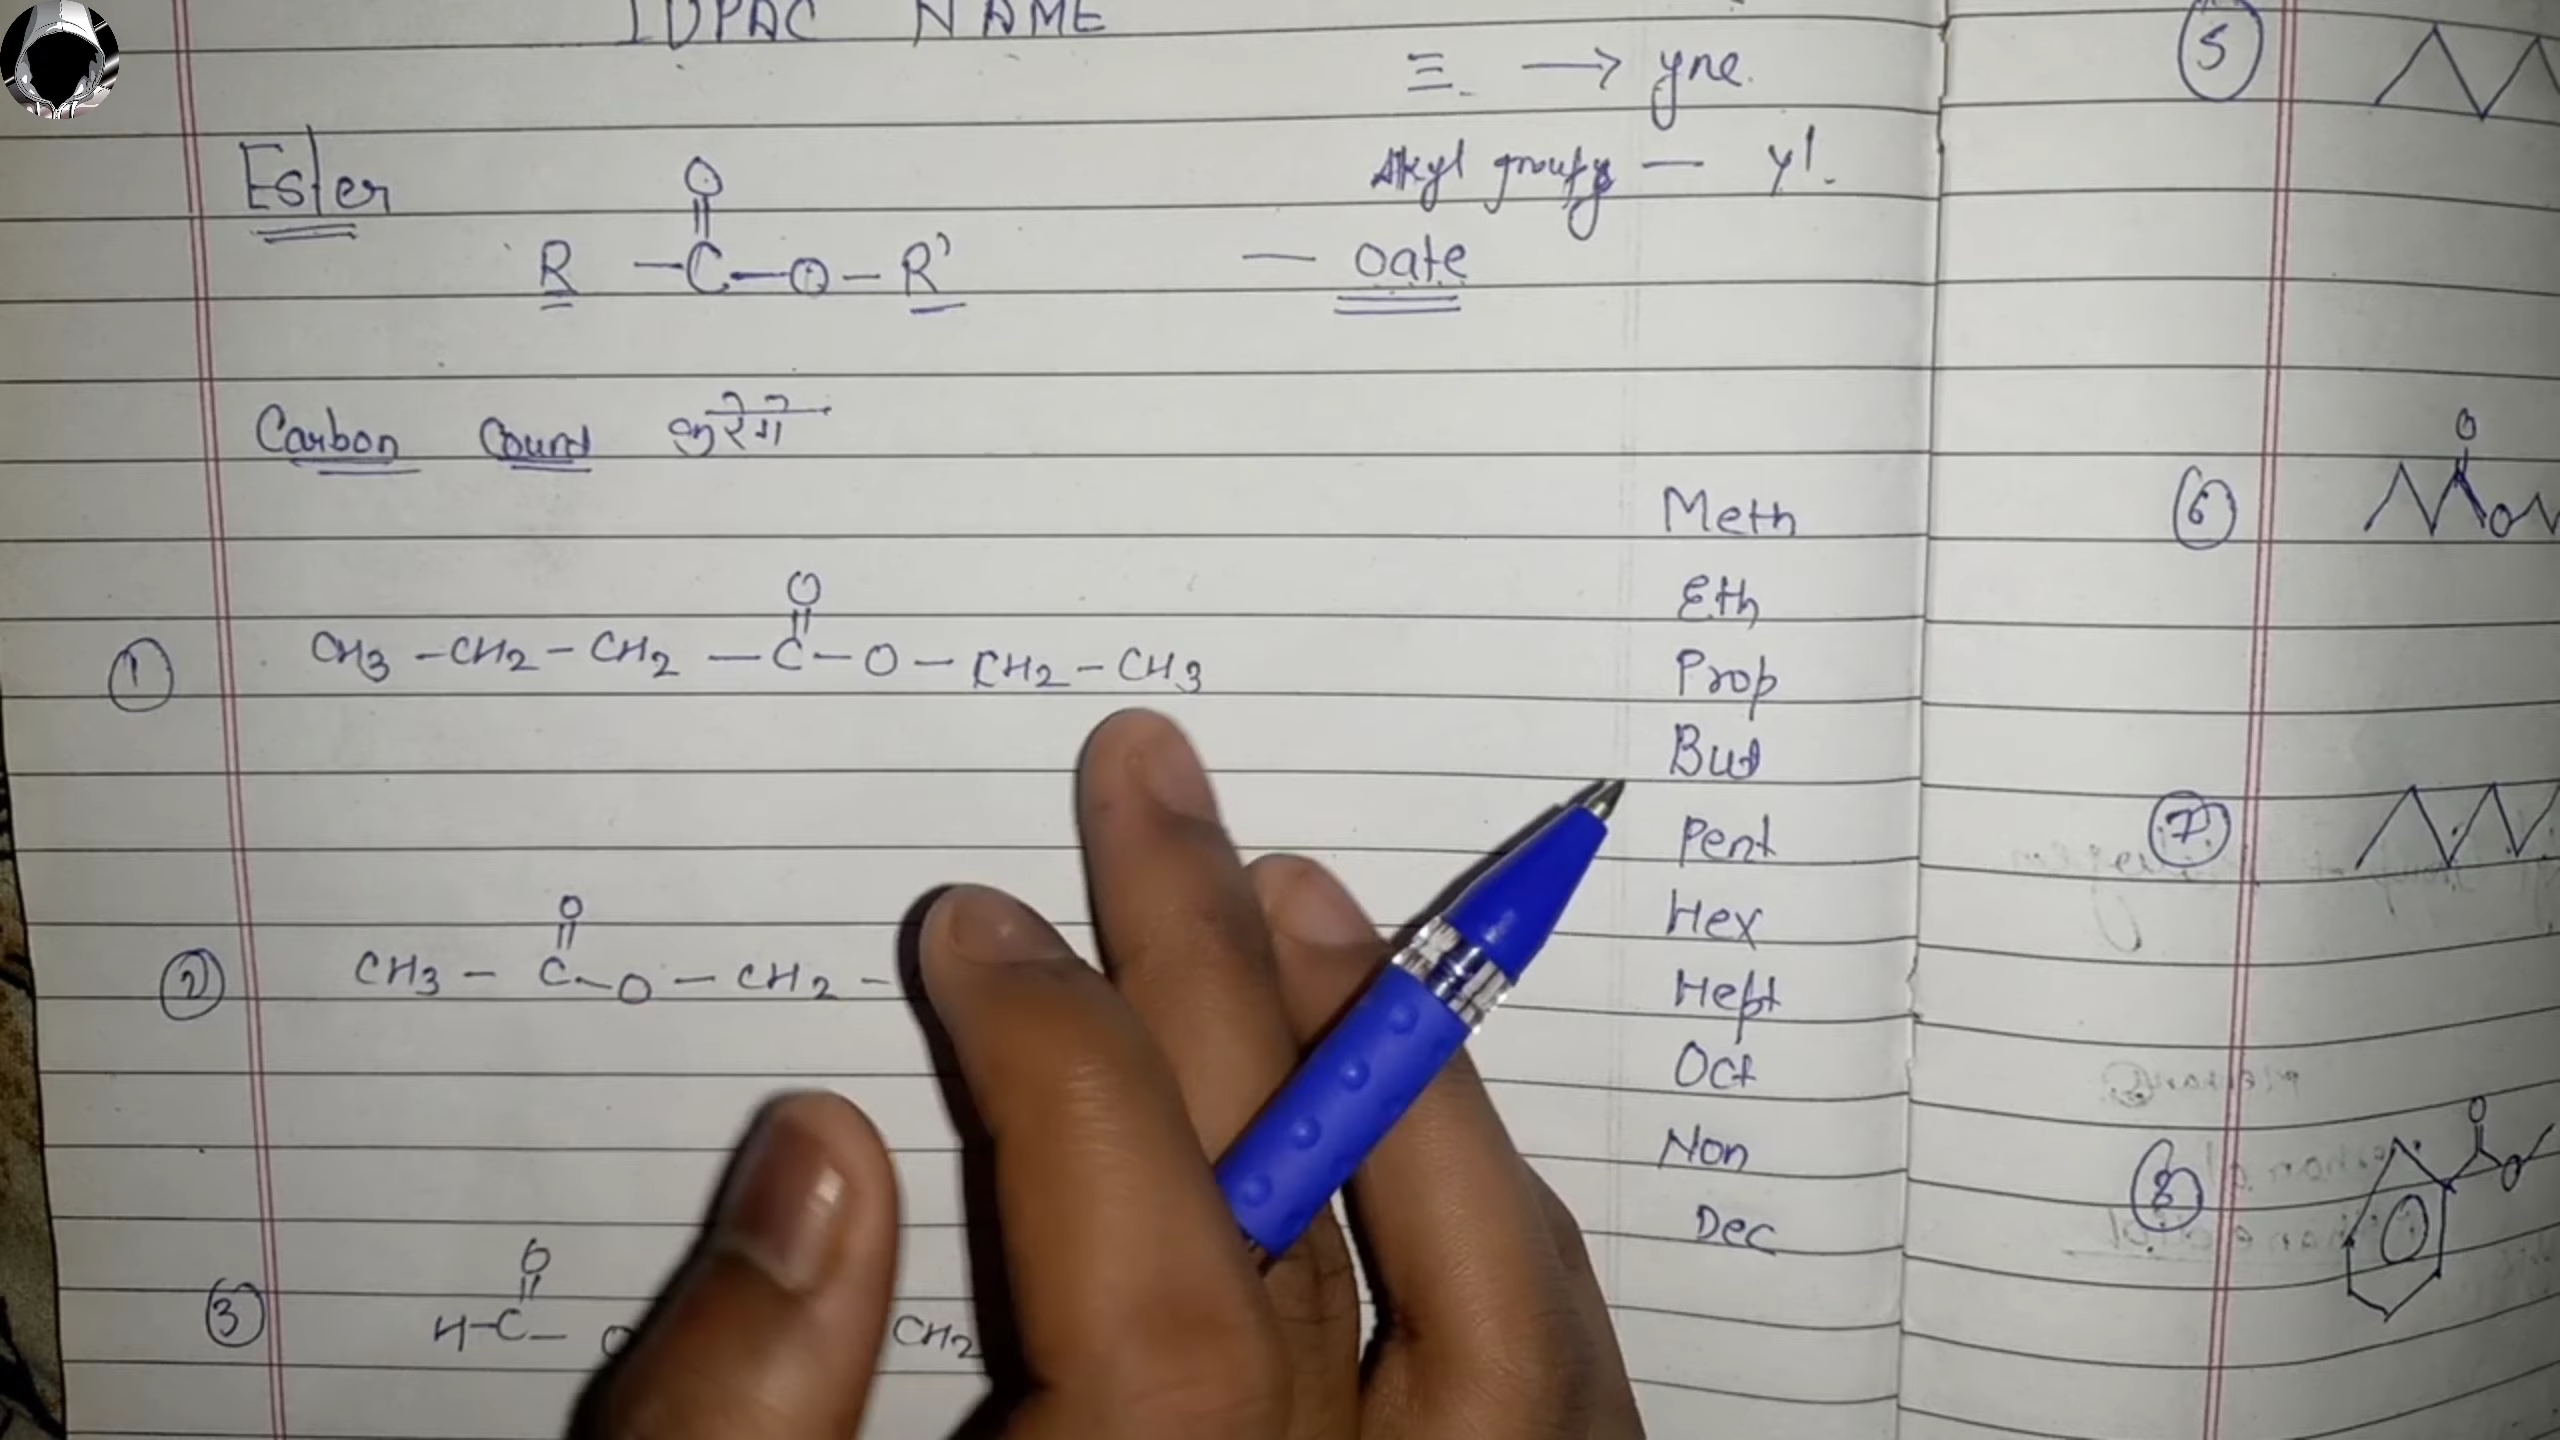 IUPAC NAME
≡ → yne.
Alkyl groups — yl.
Ester
O
R - C - O - R'
— oate
Carbon Count करेंगे
Meth
Eth
Prop
But
Pent
Hex
Hept
Oct
Non
Dec
O
① CH3 - CH2 - CH2 - C - O - CH2 - CH3
O
② CH3 - C - O - CH2 -
O
③ H - C - O CH2
⑤
⑥ O
O
⑦
⑧ O
O